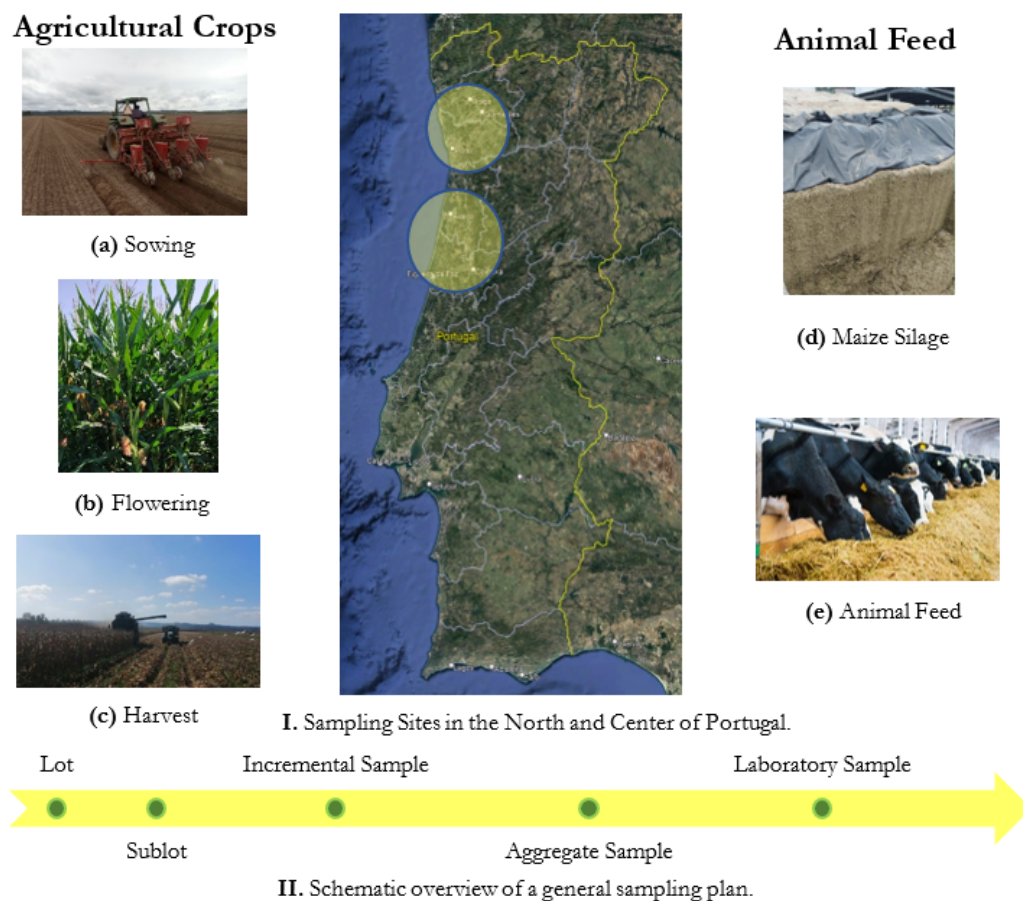 Agricultural Crops
Animal Feed
(a) Sowing
Portugal
(d) Maize Silage
(b) Flowering
(e) Animal Feed
(c) Harvest
I. Sampling Sites in the North and Center of Portugal.
Lot
Incremental Sample
Laboratory Sample
Sublot
Aggregate Sample
II. Schematic overview of a general sampling plan.